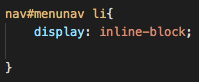 nav#menunav li{
    display: inline-block;

}